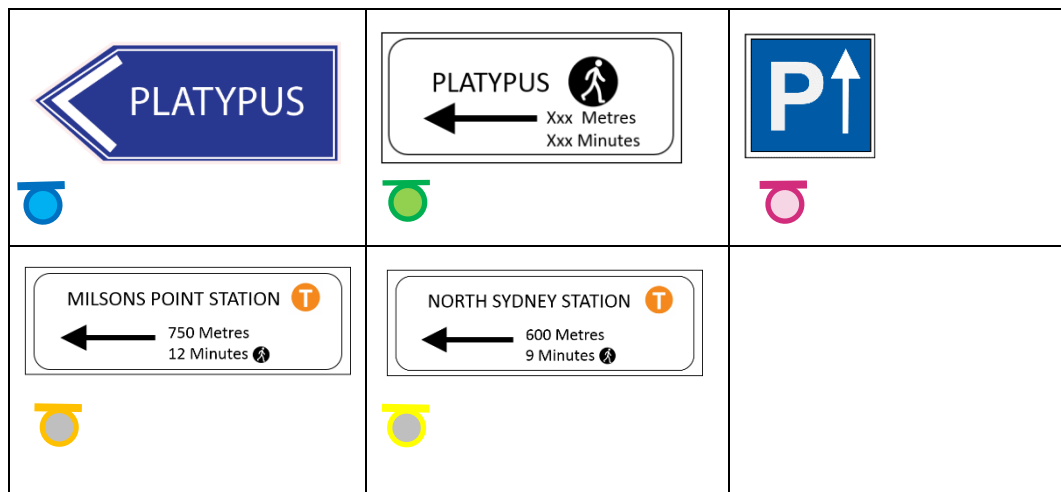 PLATYPUS
PLATYPUS
Xxx Metres
Xxx Minutes
P
MILSONS POINT STATION T
750 Metres
12 Minutes
NORTH SYDNEY STATION T
600 Metres
9 Minutes